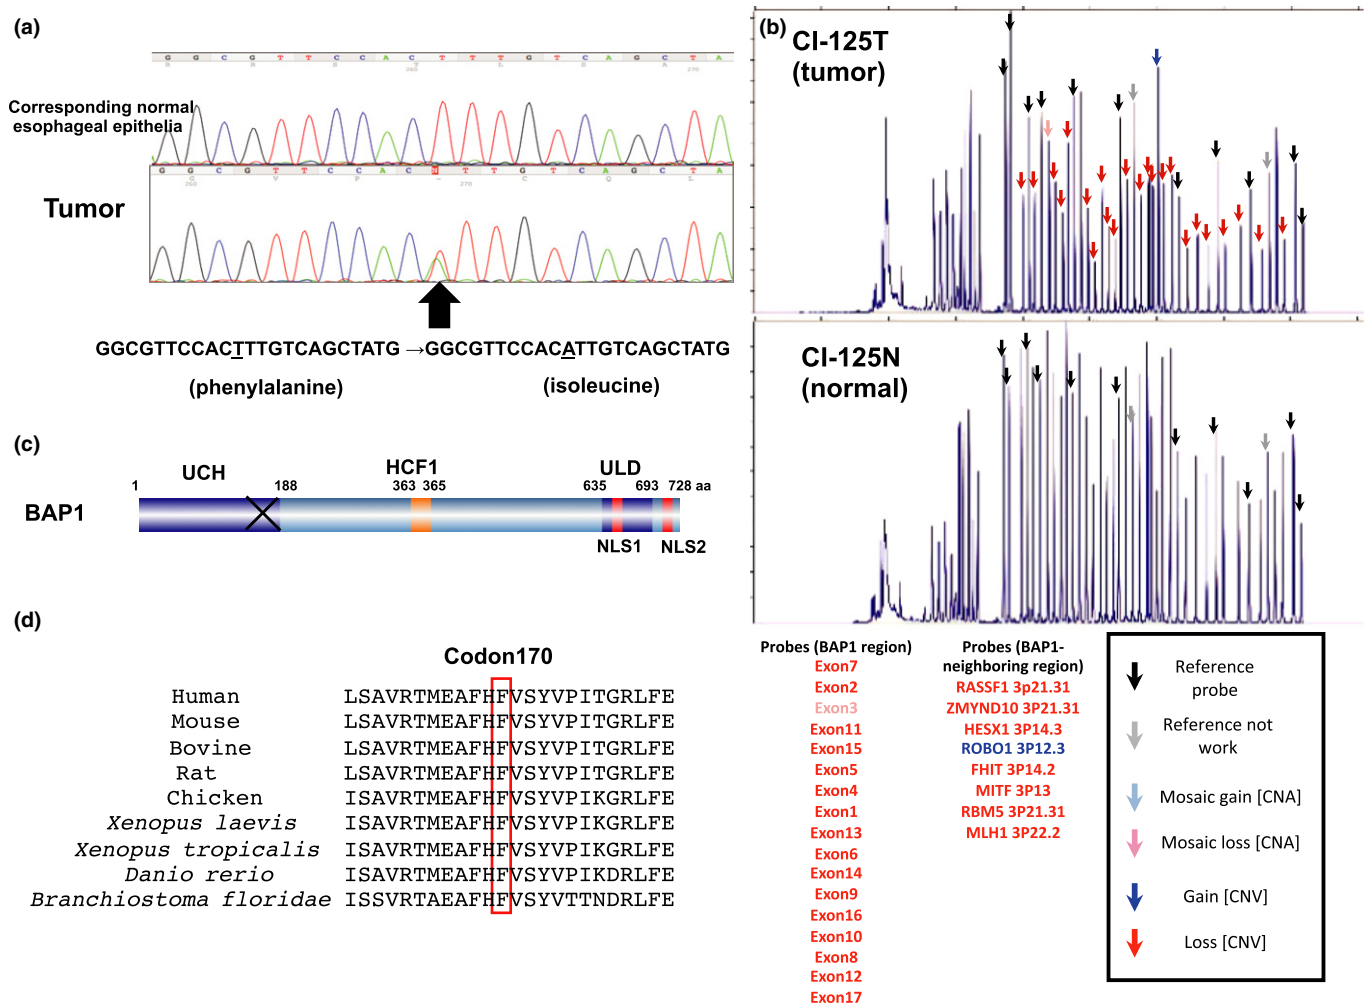 (a)
G G C G T T C C A C T T T G T C A G C T A
260
270
Corresponding normal
esophageal epithelia
G G C G T T C C A C N T T G T C A G C T A
G V P - C Q L
260
270
Tumor
GGCGTTCCACTTTGTCAGCTATG →GGCGTTCCACATTGTCAGCTATG
(phenylalanine)
(isoleucine)
(b)
CI-125T
(tumor)
CI-125N
(normal)
(c)
UCH
HCF1
ULD
1
188
363 365
635
693
728 aa
BAP1
NLS1
NLS2
(d)
Codon170
Human LSAVRTMEAFHFVSYVPITGRLFE
Mouse LSAVRTMEAFHFVSYVPITGRLFE
Bovine LSAVRTMEAFHFVSYVPITGRLFE
Rat LSAVRTMEAFHFVSYVPITGRLFE
Chicken ISAVRTMEAFHFVSYVPIKGRLFE
Xenopus laevis ISAVRTMEAFHFVSYVPIKGRLFE
Xenopus tropicalis ISAVRTMEAFHFVSYVPIKGRLFE
Danio rerio ISAVRTMEAFHFVSYVPIKDRLFE
Branchiostoma floridae ISSVRTAEAFHFVSYVTTNDRLFE
Probes (BAP1 region)
Exon7
Exon2
Exon3
Exon11
Exon15
Exon5
Exon4
Exon1
Exon13
Exon6
Exon14
Exon9
Exon16
Exon10
Exon8
Exon12
Exon17
Probes (BAP1-
neighboring region)
RASSF1 3p21.31
ZMYND10 3P21.31
HESX1 3P14.3
ROBO1 3P12.3
FHIT 3P14.2
MITF 3P13
RBM5 3P21.31
MLH1 3P22.2
Reference
probe
Reference not
work
Mosaic gain [CNA]
Mosaic loss [CNA]
Gain [CNV]
Loss [CNV]